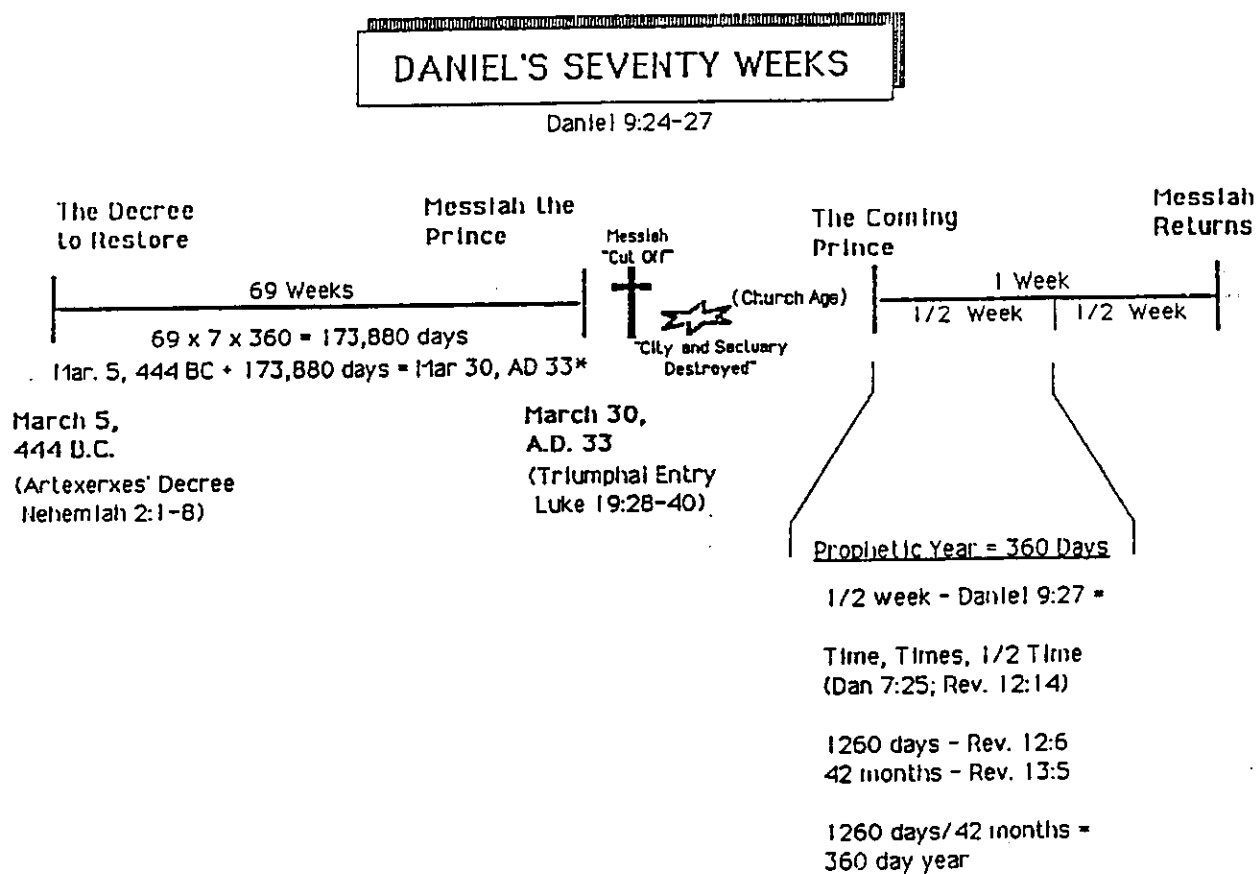 DANIEL'S SEVENTY WEEKS
Daniel 9:24-27
The Decree
to Restore
Messiah the
Prince
Messiah
"Cut Off"
The Coming
Prince
Messiah
Returns
69 Weeks
(Church Age)
1 Week
1/2 Week
1/2 Week
69 x 7 x 360 = 173,880 days
Mar. 5, 444 BC + 173,880 days = Mar 30, AD 33*
"City and Sactuary
Destroyed"
March 5,
444 B.C.
(Artexerxes' Decree
Nehemiah 2:1-8)
March 30,
A.D. 33
(Triumphal Entry
Luke 19:28-40)
Prophetic Year = 360 Days
1/2 week - Daniel 9:27 =
Time, Times, 1/2 Time
(Dan 7:25; Rev. 12:14)
1260 days - Rev. 12:6
42 months - Rev. 13:5
1260 days/42 months =
360 day year